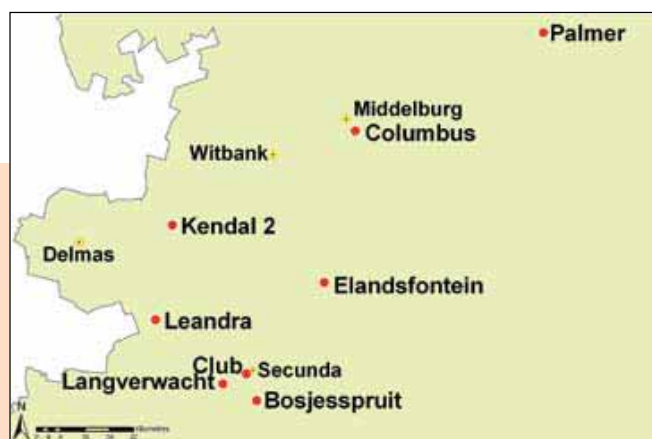 Palmer
Middelburg
Columbus
Witbank
Kendal 2
Delmas
Elandsfontein
Leandra
Club
Secunda
Langverwacht
Bosjesspruit
N